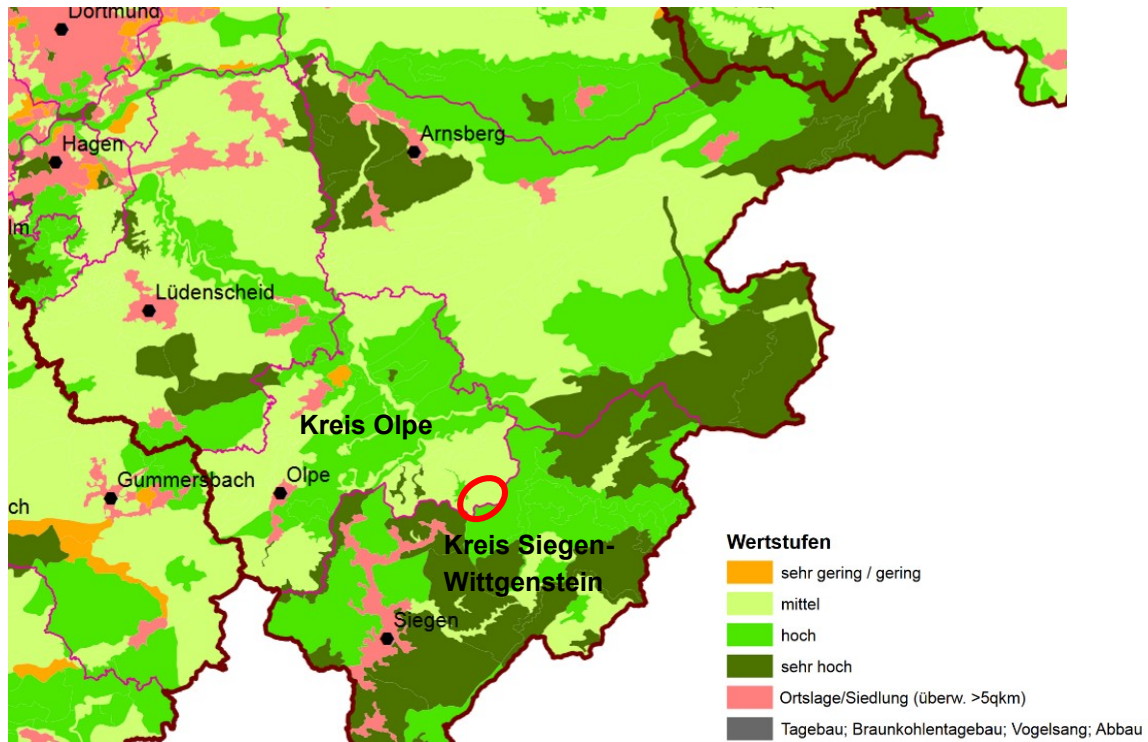 Dortmund
Hagen
Arnsberg
lm
Lüdenscheid
Kreis Olpe
Gummersbach
Olpe
ch
Kreis Siegen-
Wittgenstein
Siegen
Wertstufen
sehr gering / gering
mittel
hoch
sehr hoch
Ortslage/Siedlung (überw. >5qkm)
Tagebau; Braunkohlentagebau; Vogelsang; Abbau